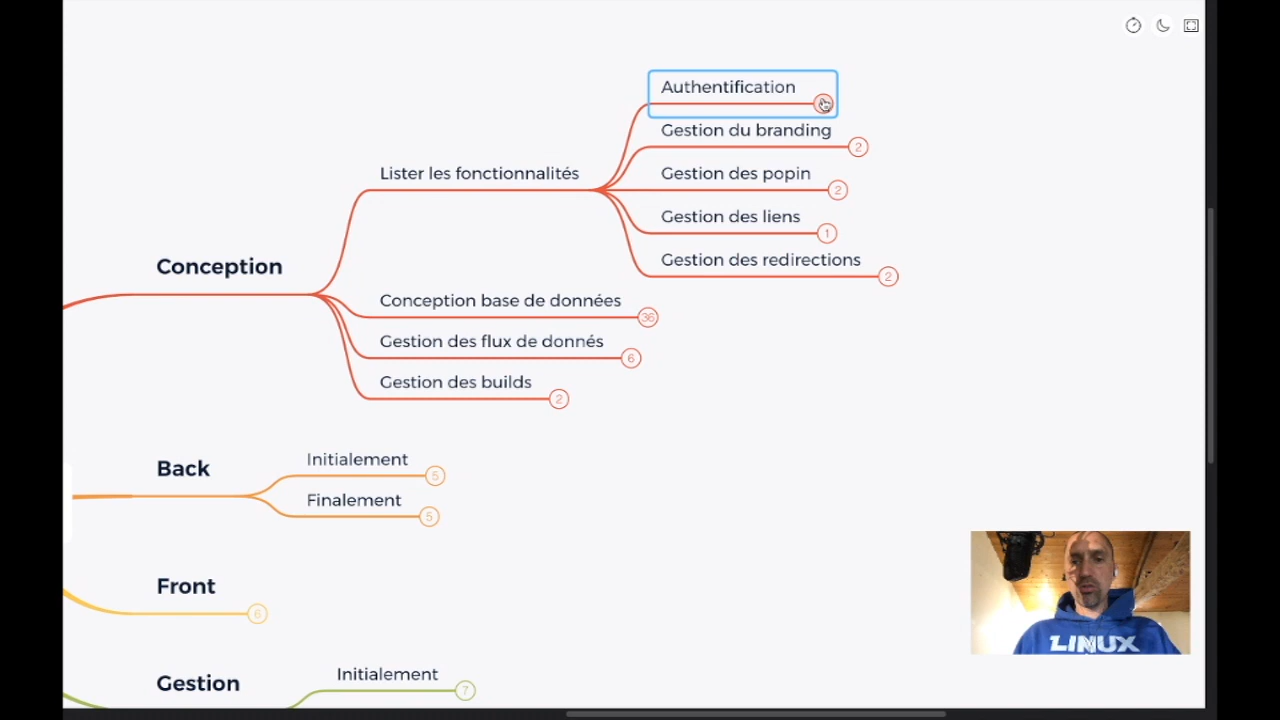 Authentification
Gestion du branding
2
Gestion des popin
2
Lister les fonctionnalités
Gestion des liens
1
Gestion des redirections
2
Conception
Conception base de données
36
Gestion des flux de donnés
6
Gestion des builds
2
Back
Initialement
5
Finalement
5
Front
6
Gestion
Initialement
7
LINUX